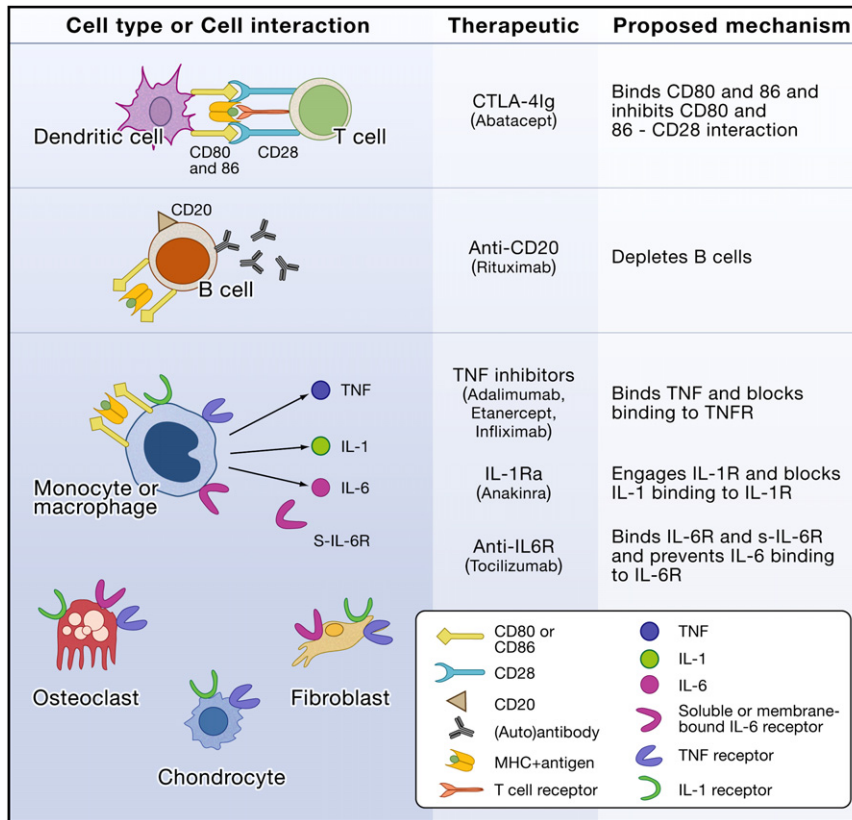 Cell type or Cell interaction
Therapeutic
Proposed mechanism
Dendritic cell
CD80
and 86
CD28
T cell
CTLA-4Ig
(Abatacept)
Binds CD80 and 86 and
inhibits CD80 and
86 - CD28 interaction
CD20
B cell
Anti-CD20
(Rituximab)
Depletes B cells
TNF
IL-1
IL-6
S-IL-6R
Monocyte or
macrophage
TNF inhibitors
(Adalimumab,
Etanercept,
Infliximab)
Binds TNF and blocks
binding to TNFR
IL-1Ra
(Anakinra)
Engages IL-1R and blocks
IL-1 binding to IL-1R
Anti-IL6R
(Tocilizumab)
Binds IL-6R and s-IL-6R
and prevents IL-6 binding
to IL-6R
Osteoclast
Fibroblast
Chondrocyte
CD80 or
CD86
CD28
CD20
(Auto)antibody
MHC+antigen
T cell receptor
TNF
IL-1
IL-6
Soluble or membrane-
bound IL-6 receptor
TNF receptor
IL-1 receptor